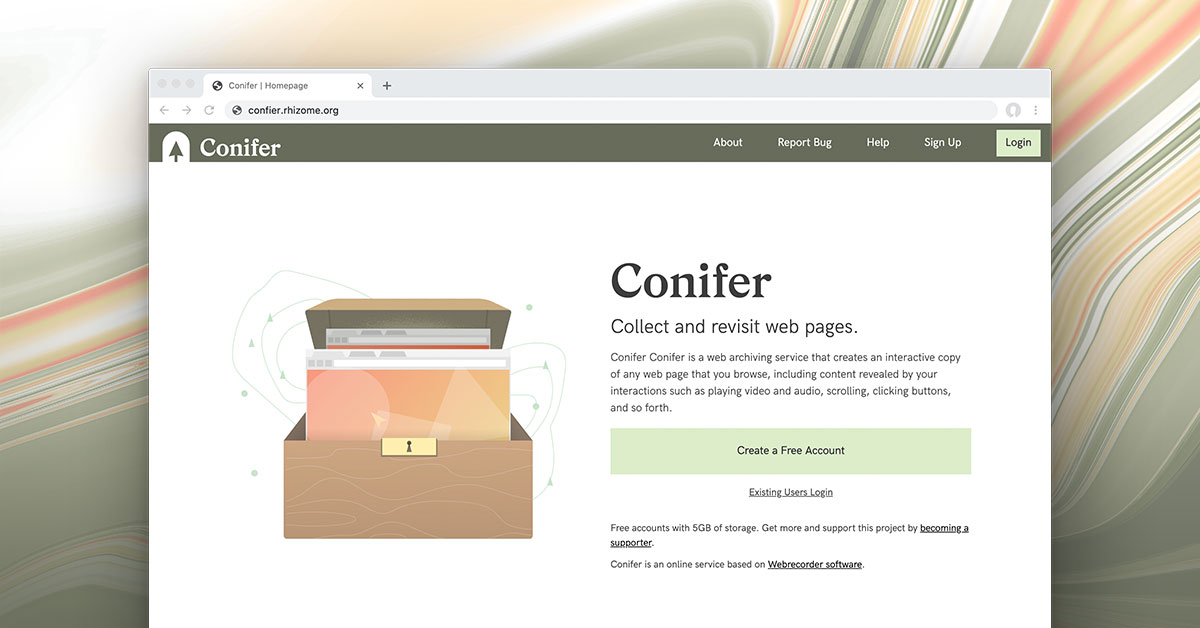 Conifer | Homepage
confier.rhizome.org
Conifer
About
Report Bug
Help
Sign Up
Login
Conifer
Collect and revisit web pages.
Conifer Conifer is a web archiving service that creates an interactive copy
of any web page that you browse, including content revealed by your
interactions such as playing video and audio, scrolling, clicking buttons,
and so forth.
Create a Free Account
Existing Users Login
Free accounts with 5GB of storage. Get more and support this project by becoming a
supporter.
Conifer is an online service based on Webrecorder software.